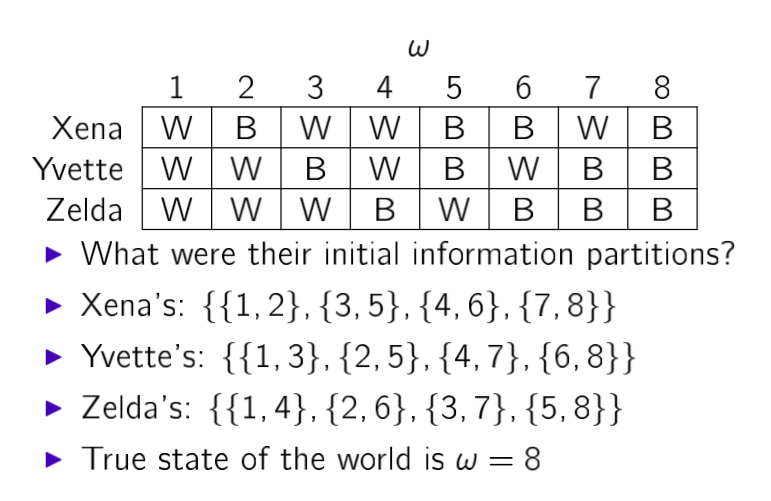 ω
1 2 3 4 5 6 7 8
Xena W B W W B B W B
Yvette W W B W B W B B
Zelda W W W B W B B B
▶ What were their initial information partitions?
▶ Xena's: {{1, 2}, {3, 5}, {4, 6}, {7, 8}}
▶ Yvette's: {{1, 3}, {2, 5}, {4, 7}, {6, 8}}
▶ Zelda's: {{1, 4}, {2, 6}, {3, 7}, {5, 8}}
▶ True state of the world is ω = 8